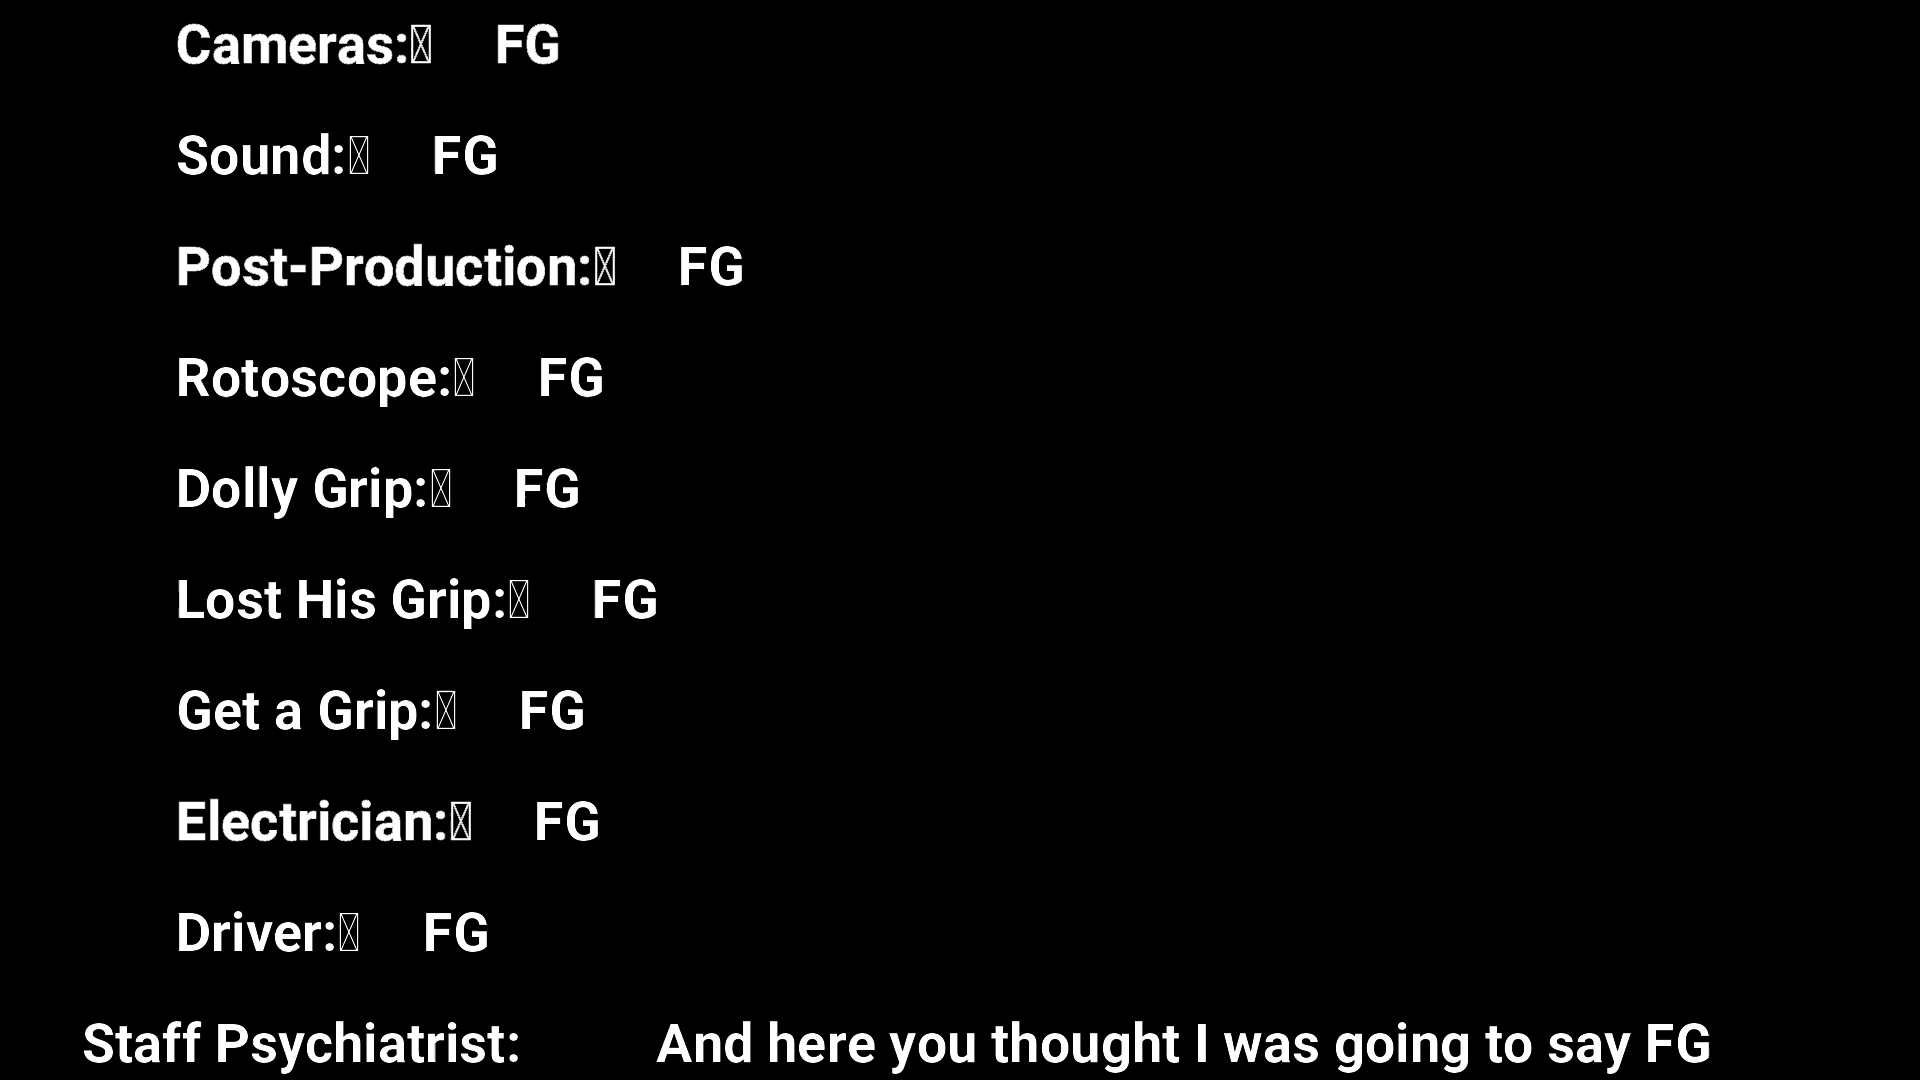 Cameras: FG
Sound: FG
Post-Production: FG
Rotoscope: FG
Dolly Grip: FG
Lost His Grip: FG
Get a Grip: FG
Electrician: FG
Driver: FG
Staff Psychiatrist: And here you thought I was going to say FG